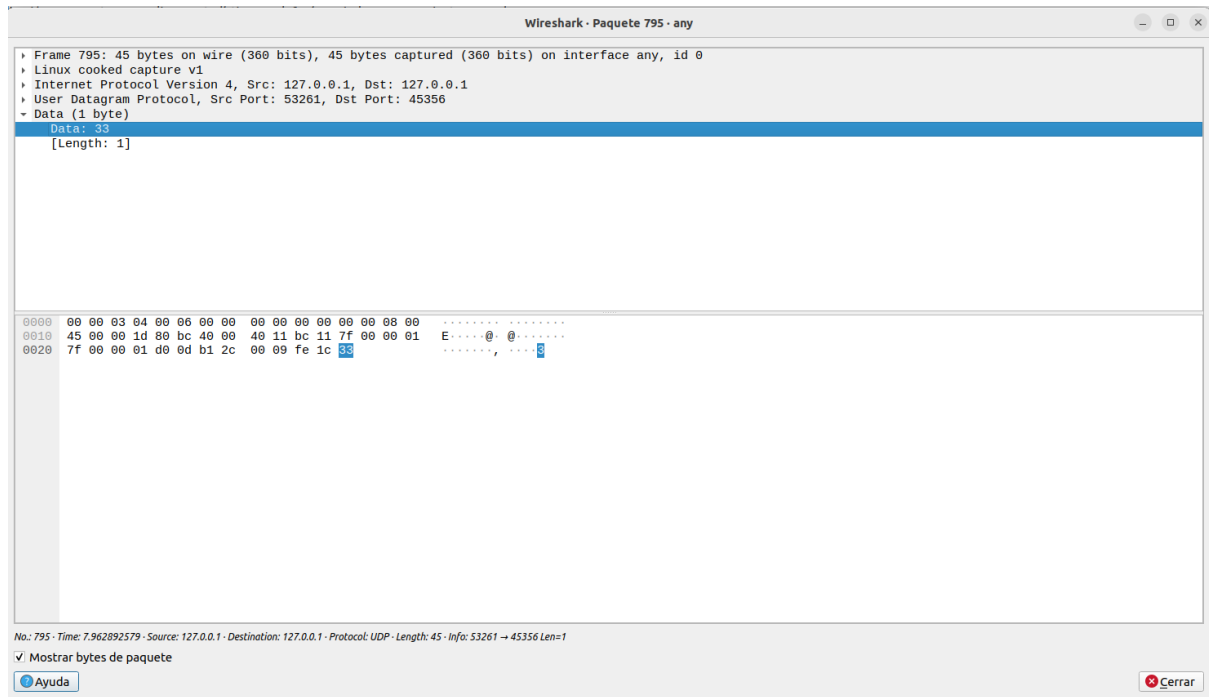 Wireshark · Paquete 795 · any
Frame 795: 45 bytes on wire (360 bits), 45 bytes captured (360 bits) on interface any, id 0
Linux cooked capture v1
Internet Protocol Version 4, Src: 127.0.0.1, Dst: 127.0.0.1
User Datagram Protocol, Src Port: 53261, Dst Port: 45356
Data (1 byte)
Data: 33
[Length: 1]
0000 00 00 03 04 00 06 00 00 00 00 00 00 00 00 08 00 ········ ········
0010 45 00 00 1d 80 bc 40 00 40 11 bc 11 7f 00 00 01 E·····@· @·······
0020 7f 00 00 01 d0 0d b1 2c 00 09 fe 1c 33 ·······, ····3
No.: 795 · Time: 7.962892579 · Source: 127.0.0.1 · Destination: 127.0.0.1 · Protocol: UDP · Length: 45 · Info: 53261 → 45356 Len=1
Mostrar bytes de paquete
Ayuda
Cerrar